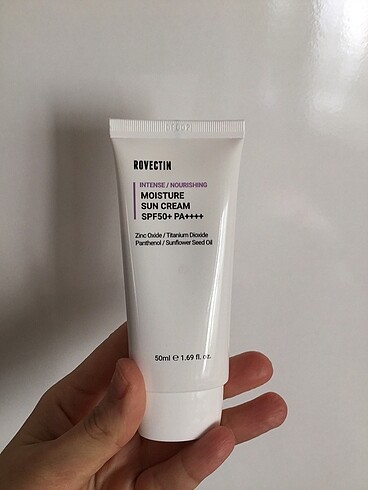 ROVECTIN
INTENSE / NOURISHING
MOISTURE
SUN CREAM
SPF50+ PA++++
Zinc Oxide / Titanium Dioxide
Panthenol / Sunflower Seed Oil
50ml ℮ 1.69 fl. oz.